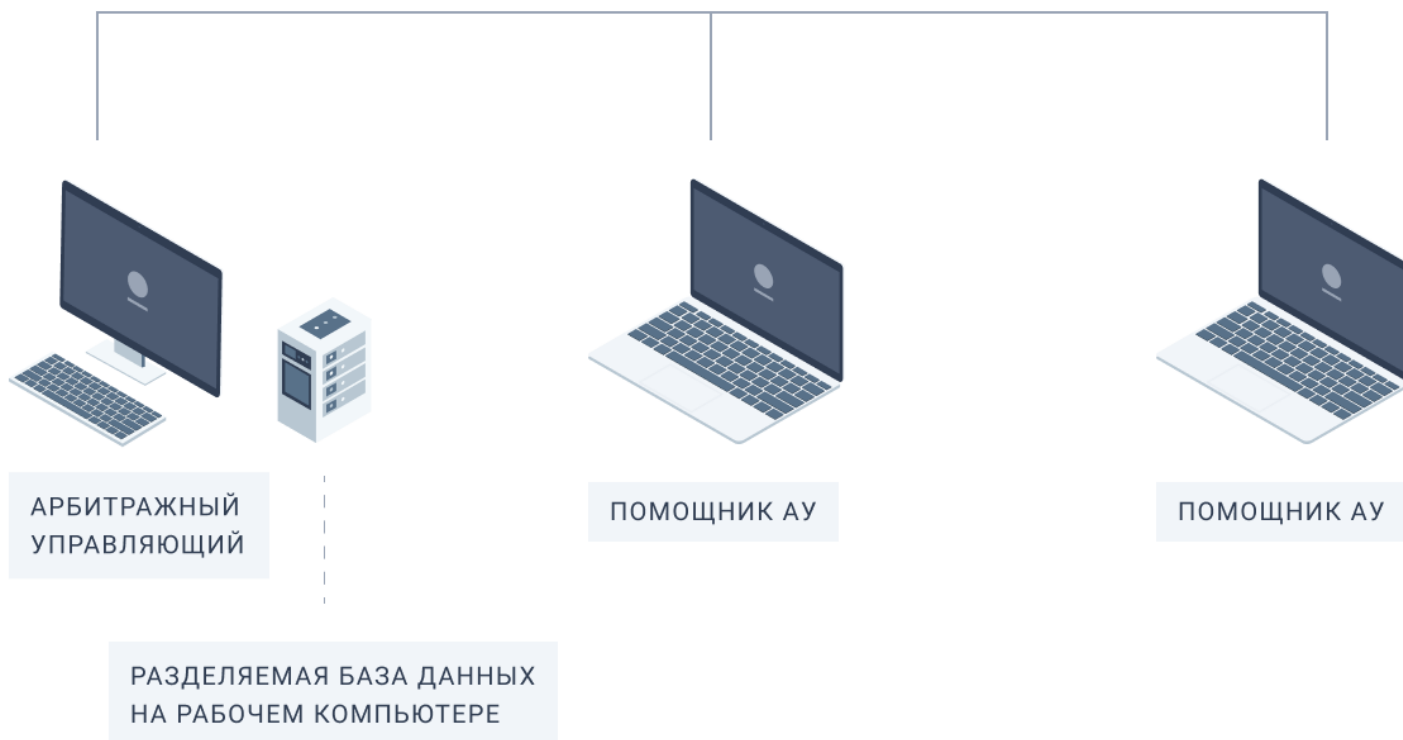 АРБИТРАЖНЫЙ
УПРАВЛЯЮЩИЙ
ПОМОЩНИК АУ
ПОМОЩНИК АУ
РАЗДЕЛЯЕМАЯ БАЗА ДАННЫХ
НА РАБОЧЕМ КОМПЬЮТЕРЕ